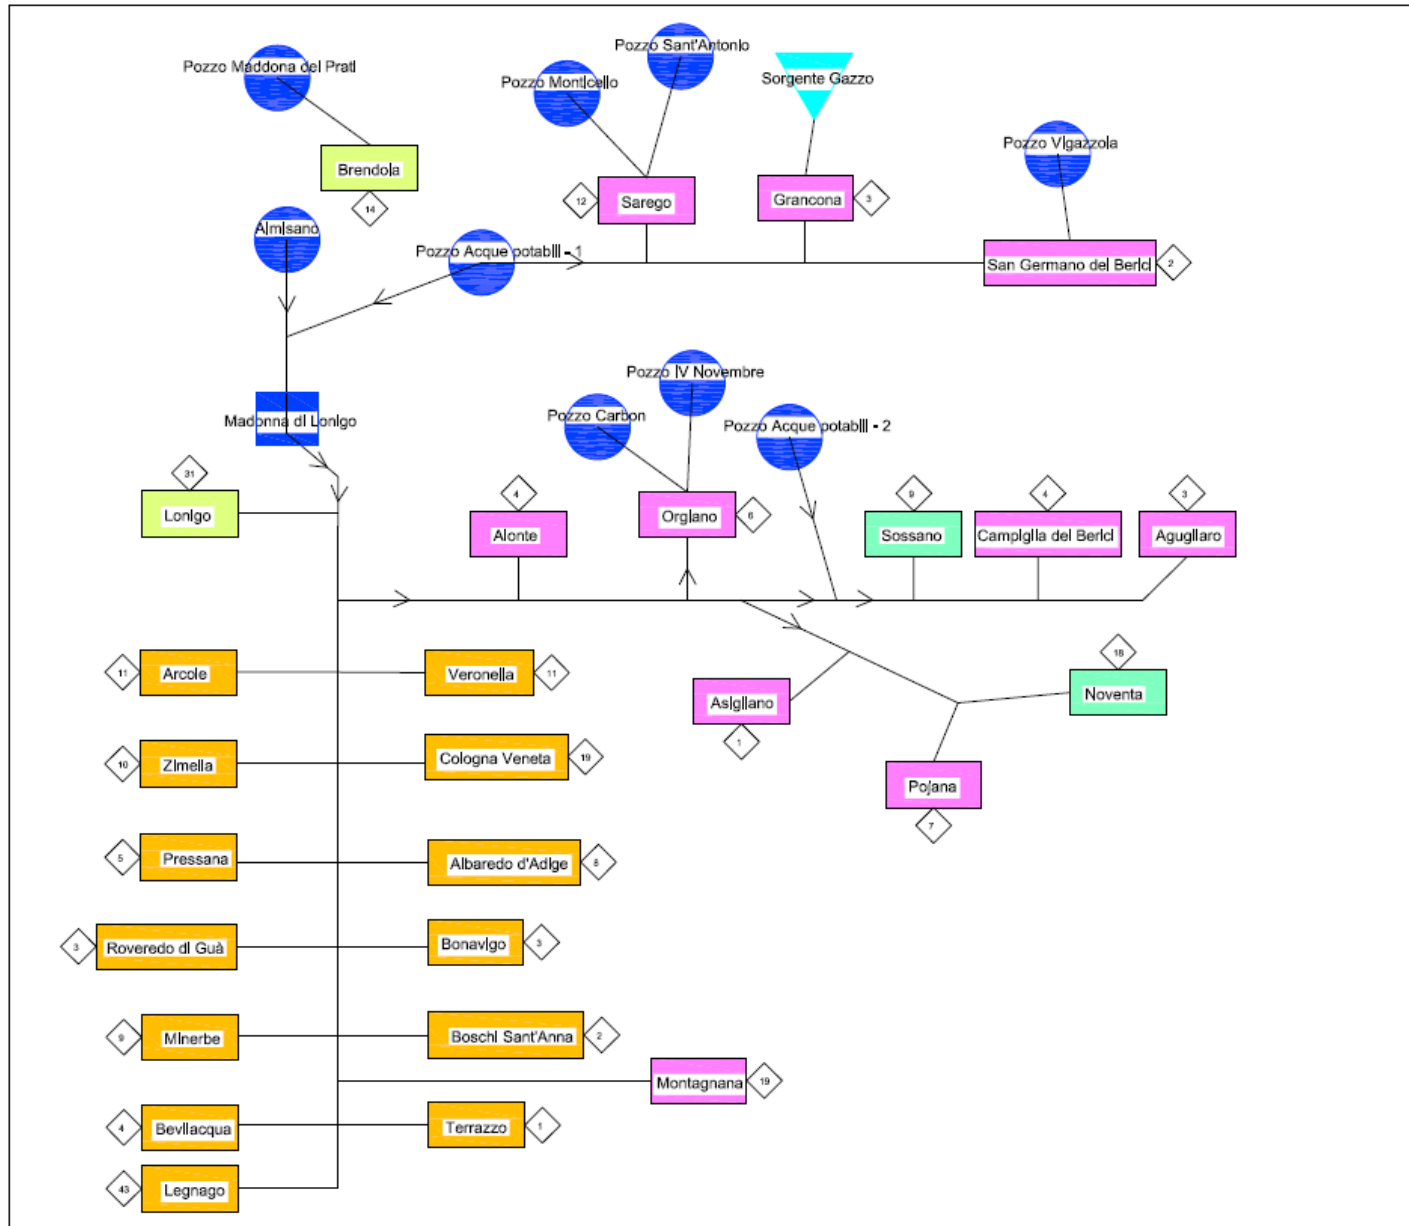 Pozzo Sant'Antonio
Pozzo Maddona dei Prati
Pozzo Monticello
Sorgente Gazzo
Pozzo Vigazzola
Brendola
14
12
Sarego
Grancona
3
Almisano
Pozzo Acque potabili - 1
San Germano dei Berici
2
Pozzo IV Novembre
Pozzo Carbon
Pozzo Acque potabili - 2
Madonna di Lonigo
31
4
9
4
3
Lonigo
Alonte
Orgiano
6
Sossano
Campiglia dei Berici
Agugliaro
11
Arcole
Veronella
11
18
Noventa
Asigliano
1
10
Zimella
Cologna Veneta
19
Pojana
7
5
Pressana
Albaredo d'Adige
8
3
Roveredo di Guà
Bonavigo
3
9
Minerbe
Boschi Sant'Anna
2
Montagnana
19
4
Bevilacqua
Terrazzo
1
43
Legnago